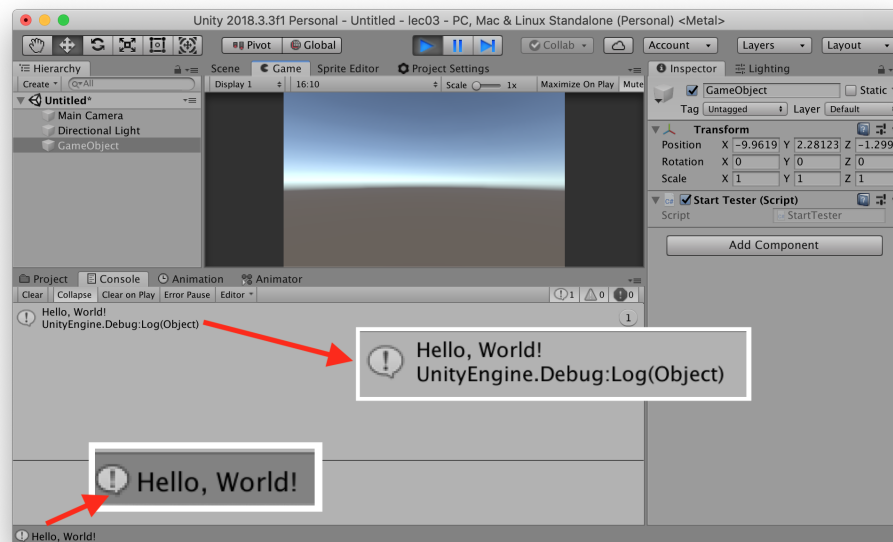 Unity 2018.3.3f1 Personal - Untitled - lec03 - PC, Mac & Linux Standalone (Personal) <Metal>
Pivot Global Collab Account Layers Layout
Hierarchy
Create All
Untitled*
Main Camera
Directional Light
GameObject
Scene Game Sprite Editor Project Settings
Display 1 16:10 Scale 1x Maximize On Play Mute
Inspector Lighting
GameObject Static
Tag Untagged Layer Default
Transform
Position X -9.9619 Y 2.28123 Z -1.299
Rotation X 0 Y 0 Z 0
Scale X 1 Y 1 Z 1
Start Tester (Script)
Script StartTester
Add Component
Project Console Animation Animator
Clear Collapse Clear on Play Error Pause Editor 1 0 0
Hello, World!
UnityEngine.Debug:Log(Object)
1
Hello, World!
UnityEngine.Debug:Log(Object)
Hello, World!
Hello, World!